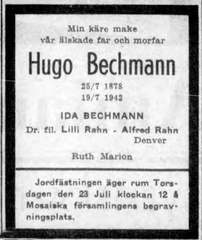 Min käre make
vår älskade far och morfar
Hugo Bechmann
25/7 1878
19/7 1942
IDA BECHMANN
Dr. fil. Lilli Rahn - Alfred Rahn
Denver
Ruth Marion
Jordfästningen äger rum Tors-
dagen den 23 Juli klockan 12 å
Mosaiska församlingens begrav-
ningsplats.